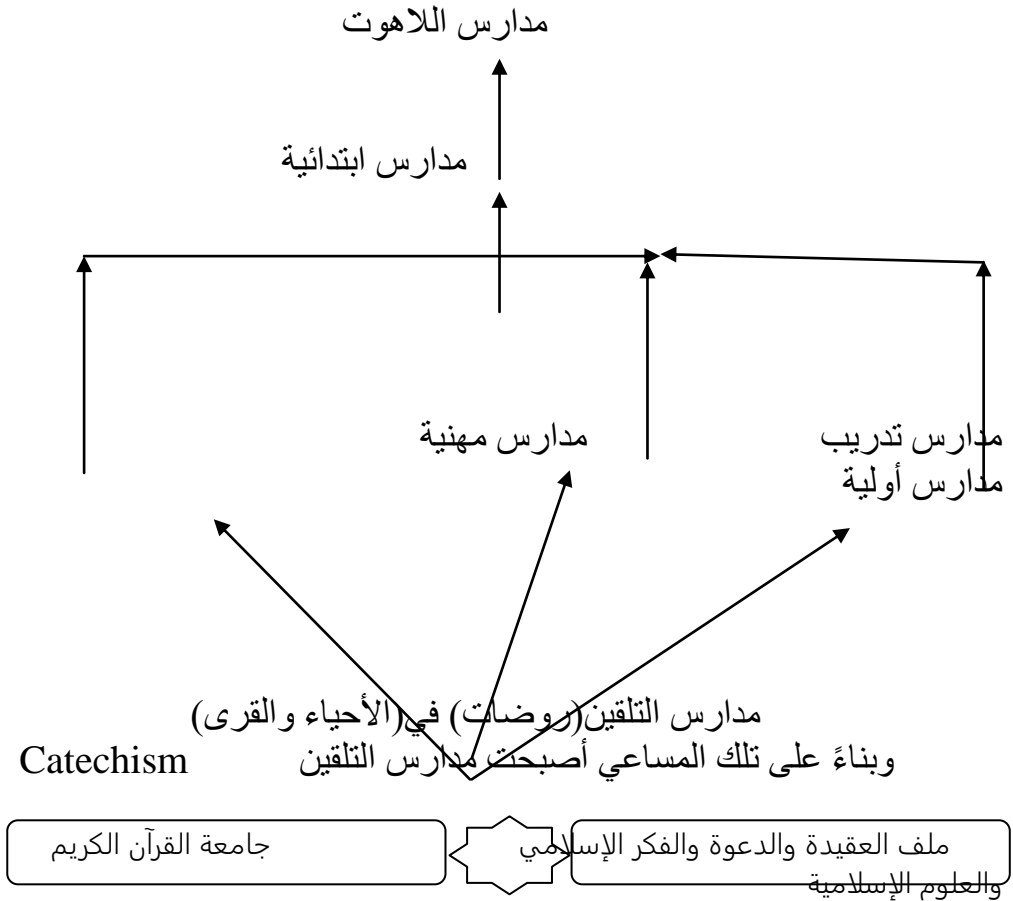 مدارس اللاهوت
مدارس ابتدائية
مدارس تدريب مدارس مهنية
مدارس أولية
مدارس التلقين(روضات) في(الأحياء والقرى)
وبناءً على تلك المساعي أصبحت مدارس التلقين Catechism
ملف العقيدة والدعوة والفكر الإسلامي جامعة القرآن الكريم
والعلوم الإسلامية